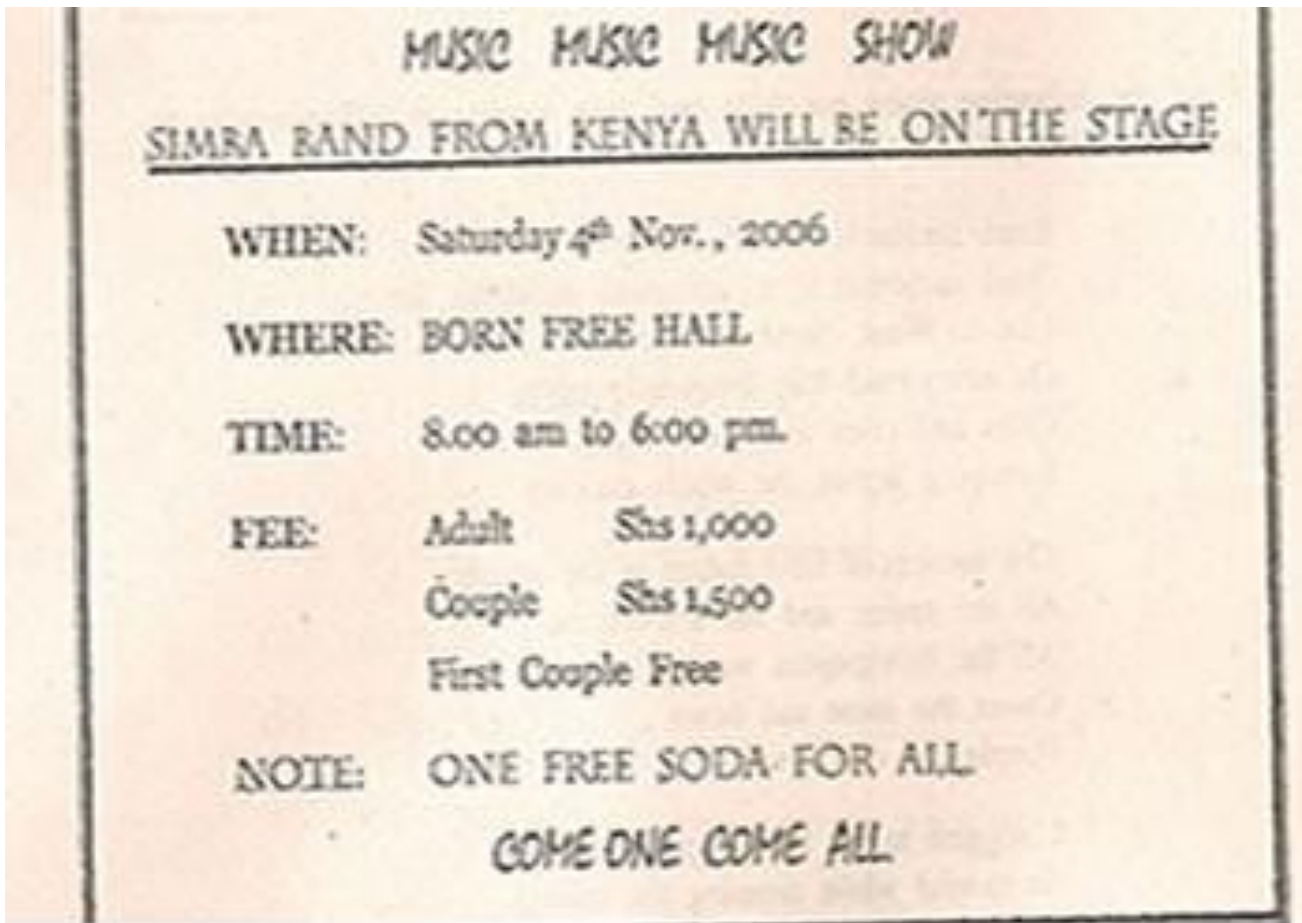 MUSIC MUSIC MUSIC SHOW
SIMBA BAND FROM KENYA WILL BE ON THE STAGE
WHEN: Saturday 4th Nov., 2006
WHERE: BORN FREE HALL
TIME: 8.00 am to 6:00 pm.
FEE: Adult Shs 1,000
Couple Shs 1,500
First Couple Free
NOTE: ONE FREE SODA FOR ALL
COME ONE COME ALL